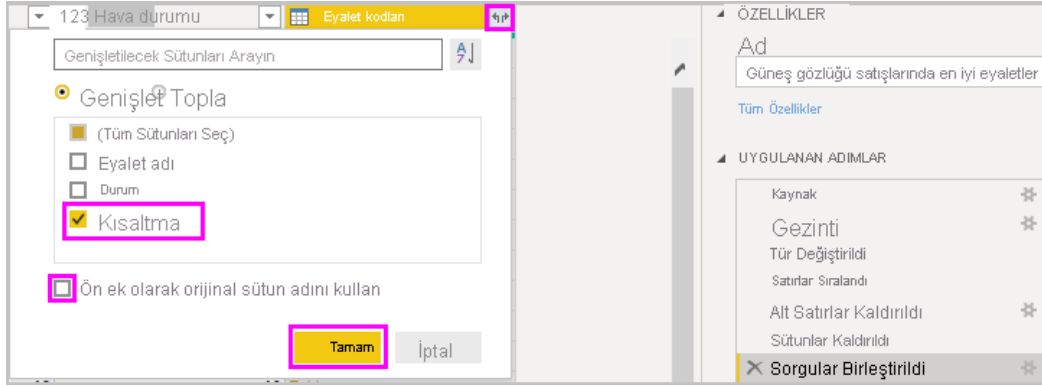 123 Hava durumu
Eyalet kodları
Genişletilecek Sütunları Arayın
Genişlet Topla
(Tüm Sütunları Seç)
Eyalet adı
Durum
Kısaltma
Ön ek olarak orijinal sütun adını kullan
Tamam
İptal
ÖZELLİKLER
Ad
Güneş gözlüğü satışlarında en iyi eyaletler
Tüm Özellikler
UYGULANAN ADIMLAR
Kaynak
Gezinti
Tür Değiştirildi
Satırlar Sıralandı
Alt Satırlar Kaldırıldı
Sütunlar Kaldırıldı
Sorgular Birleştirildi